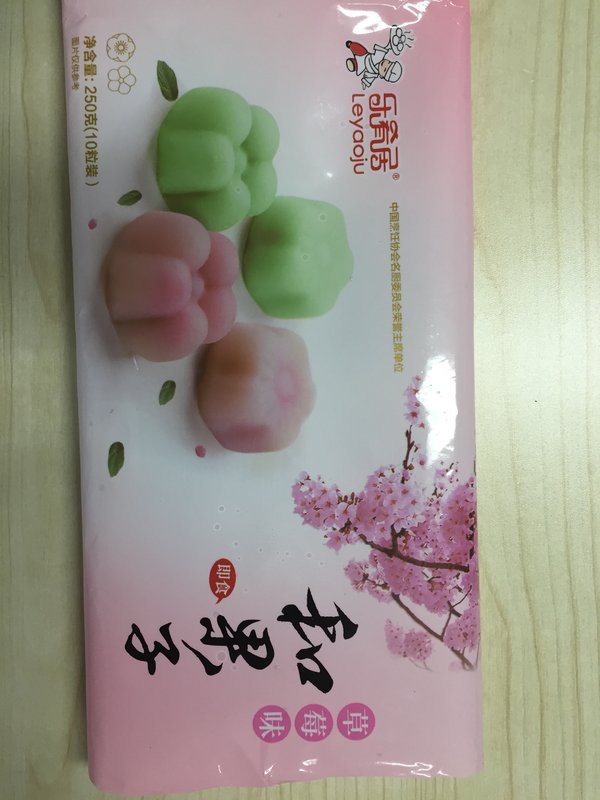 乐肴居®
Leyaoju
中国烹饪协会名厨委员会荣誉主席单位
草莓味
和果子
即食
净含量: 250克(10粒装)
图片仅供参考